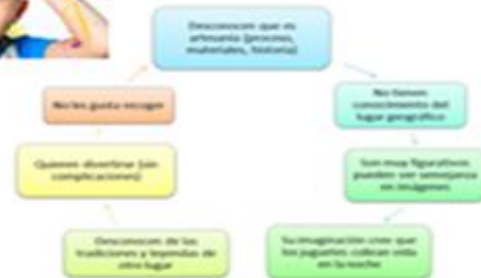 Desconocen que es
artesanía (proceso,
materiales, historia)
No tienen
conocimiento del
lugar geográfico
Son muy figurativos
pueden ver semejanza
en imágenes
Su imaginación cree que
los juguetes cobran vida
en la noche
Desconocen de las
tradiciones y leyendas de
otro lugar
Quieren divertirse (sin
complicaciones)
No les gusta recoger